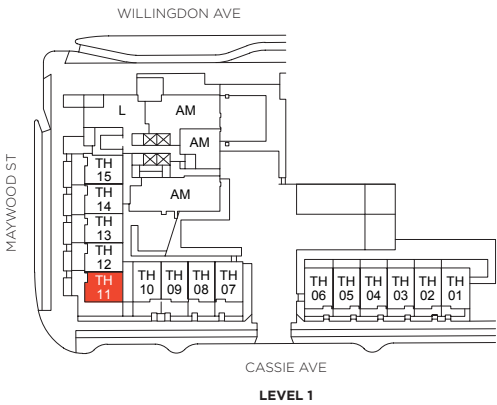 WILLINGDON AVE
MAYWOOD ST
L
AM
AM
AM
TH
15
TH
14
TH
13
TH
12
TH
11
TH
10
TH
09
TH
08
TH
07
TH
06
TH
05
TH
04
TH
03
TH
02
TH
01
CASSIE AVE
LEVEL 1